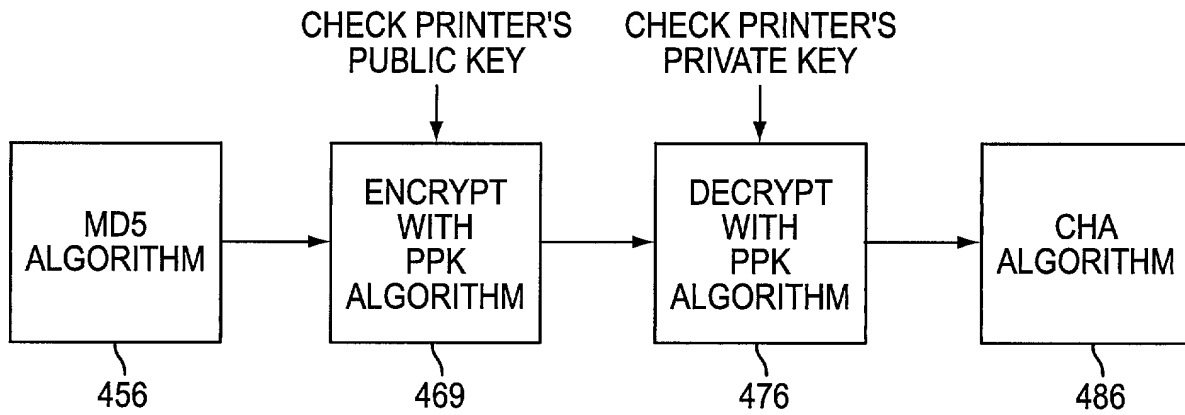 CHECK PRINTER'S
PUBLIC KEY
CHECK PRINTER'S
PRIVATE KEY
MD5
ALGORITHM
ENCRYPT
WITH
PPK
ALGORITHM
DECRYPT
WITH
PPK
ALGORITHM
CHA
ALGORITHM
456
469
476
486